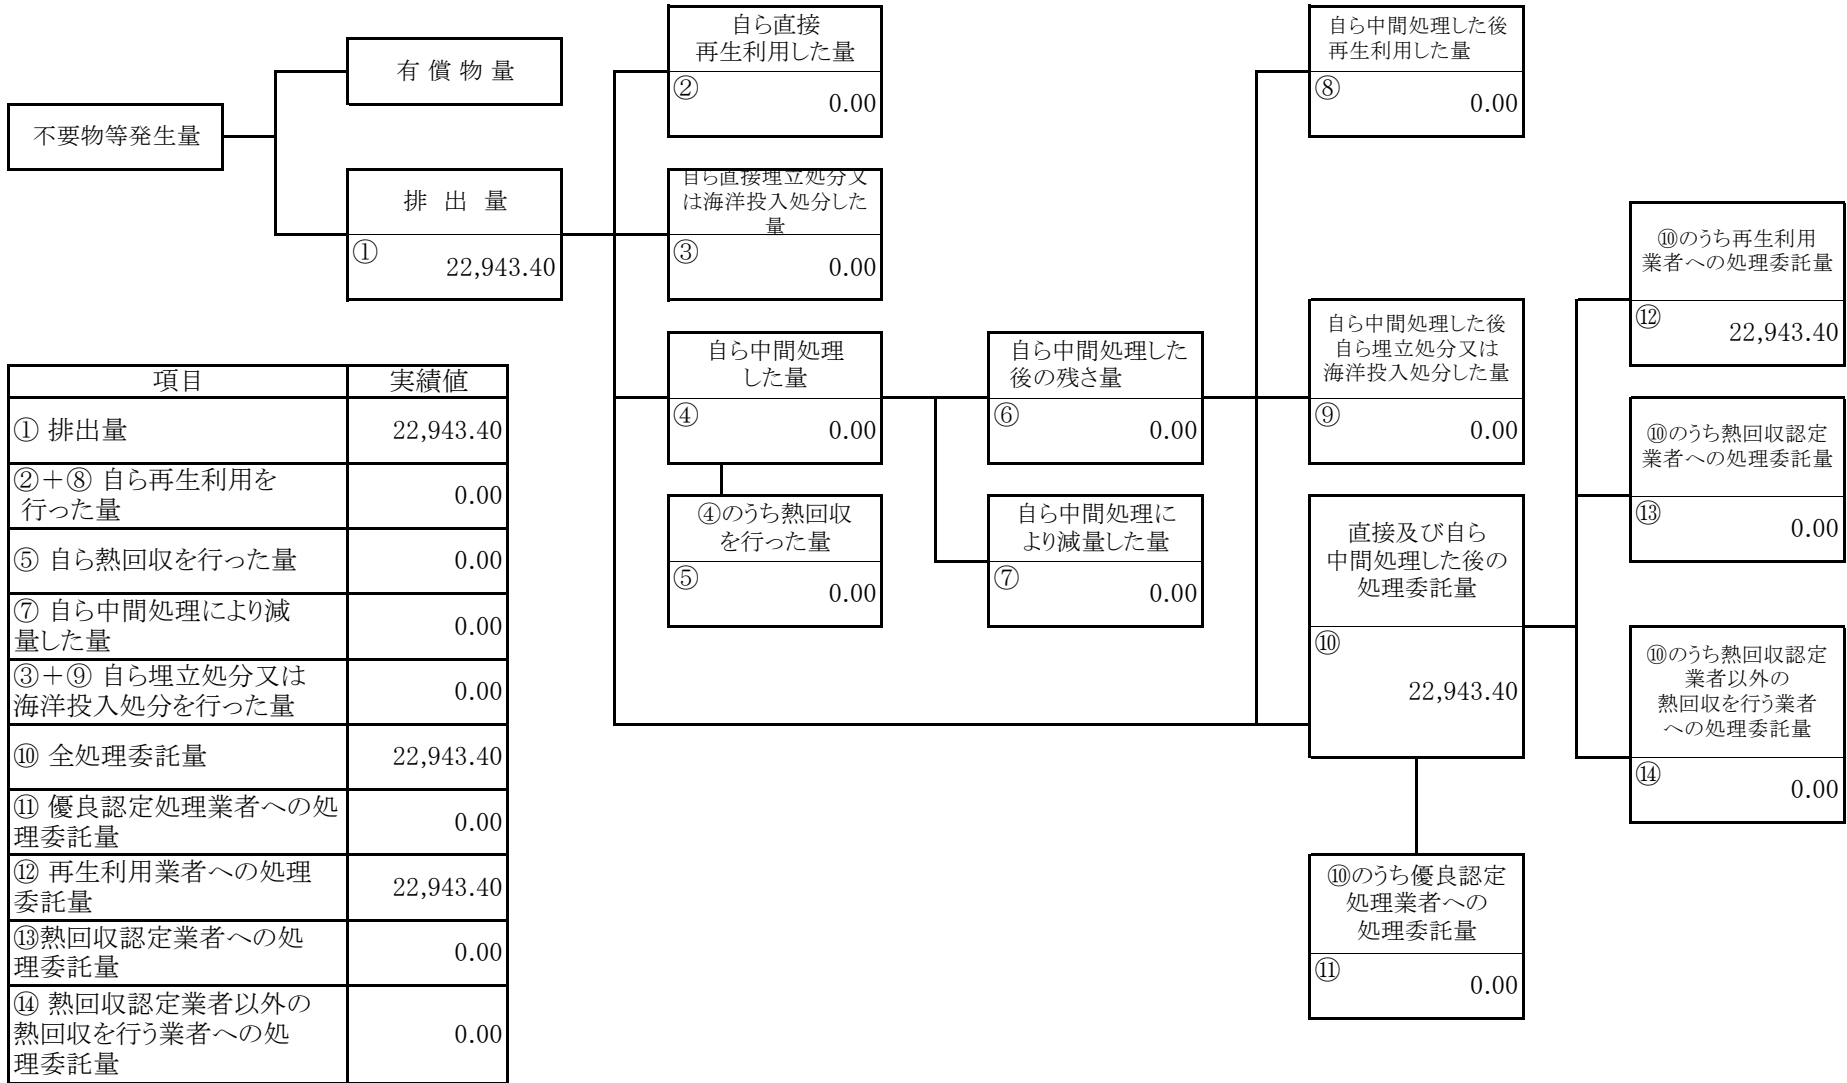 不要物等発生量
有 償 物 量
排 出 量
①
22,943.40
自ら直接
再生利用した量
②
0.00
自ら直接埋立処分又
は海洋投入処分した
量
③
0.00
自ら中間処理
した量
④
0.00
④のうち熱回収
を行った量
⑤
0.00
自ら中間処理した
後の残さ量
⑥
0.00
自ら中間処理に
より減量した量
⑦
0.00
自ら中間処理した後
再生利用した量
⑧
0.00
自ら中間処理した後
自ら埋立処分又は
海洋投入処分した量
⑨
0.00
直接及び自ら
中間処理した後の
処理委託量
⑩
22,943.40
⑩のうち優良認定
処理業者への
処理委託量
⑪
0.00
⑩のうち再生利用
業者への処理委託量
⑫
22,943.40
⑩のうち熱回収認定
業者への処理委託量
⑬
0.00
⑩のうち熱回収認定
業者以外の
熱回収を行う業者
への処理委託量
⑭
0.00
項目 実績値
① 排出量 22,943.40
②+⑧ 自ら再生利用を
行った量 0.00
⑤ 自ら熱回収を行った量 0.00
⑦ 自ら中間処理により減
量した量 0.00
③+⑨ 自ら埋立処分又は
海洋投入処分を行った量 0.00
⑩ 全処理委託量 22,943.40
⑪ 優良認定処理業者への処
理委託量 0.00
⑫ 再生利用業者への処理
委託量 22,943.40
⑬熱回収認定業者への処
理委託量 0.00
⑭ 熱回収認定業者以外の
熱回収を行う業者への処
理委託量 0.00